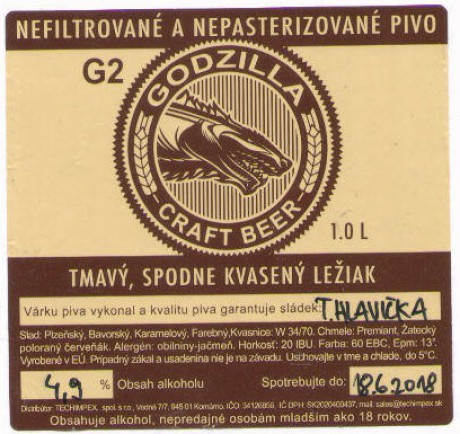 NEFILTROVANÉ A NEPASTERIZOVANÉ PIVO
G2
GODZILLA
CRAFT BEER
1.0 L
TMAVÝ, SPODNE KVASENÝ LEŽIAK
Várku piva vykonal a kvalitu piva garantuje sládek: T. HLAVIČKA
Slad: Plzeňský, Bavorský, Karamelový, Farebný,Kvasnice: W 34/70. Chmele: Premiant, Žatecký
poloraný červeňák. Alergén: obilniny-jačmeň. Horkosť: 20 IBU. Farba: 60 EBC, Epm: 13°.
Vyrobené v EÚ. Prípadný zákal a usadenina nie je na závadu. Uschovajte v tme a chlade, do 5°C.
4,9 % Obsah alkoholu Spotrebujte do: 18.6.2018
Distribútor: TECHIMPEX, spol. s r.o., Vodná 7/7, 945 01 Komárno, IČO: 34126856, IČ DPH: SK2020400437, mail: sales@techimpex.sk
Obsahuje alkohol, nepredajné osobám mladším ako 18 rokov.